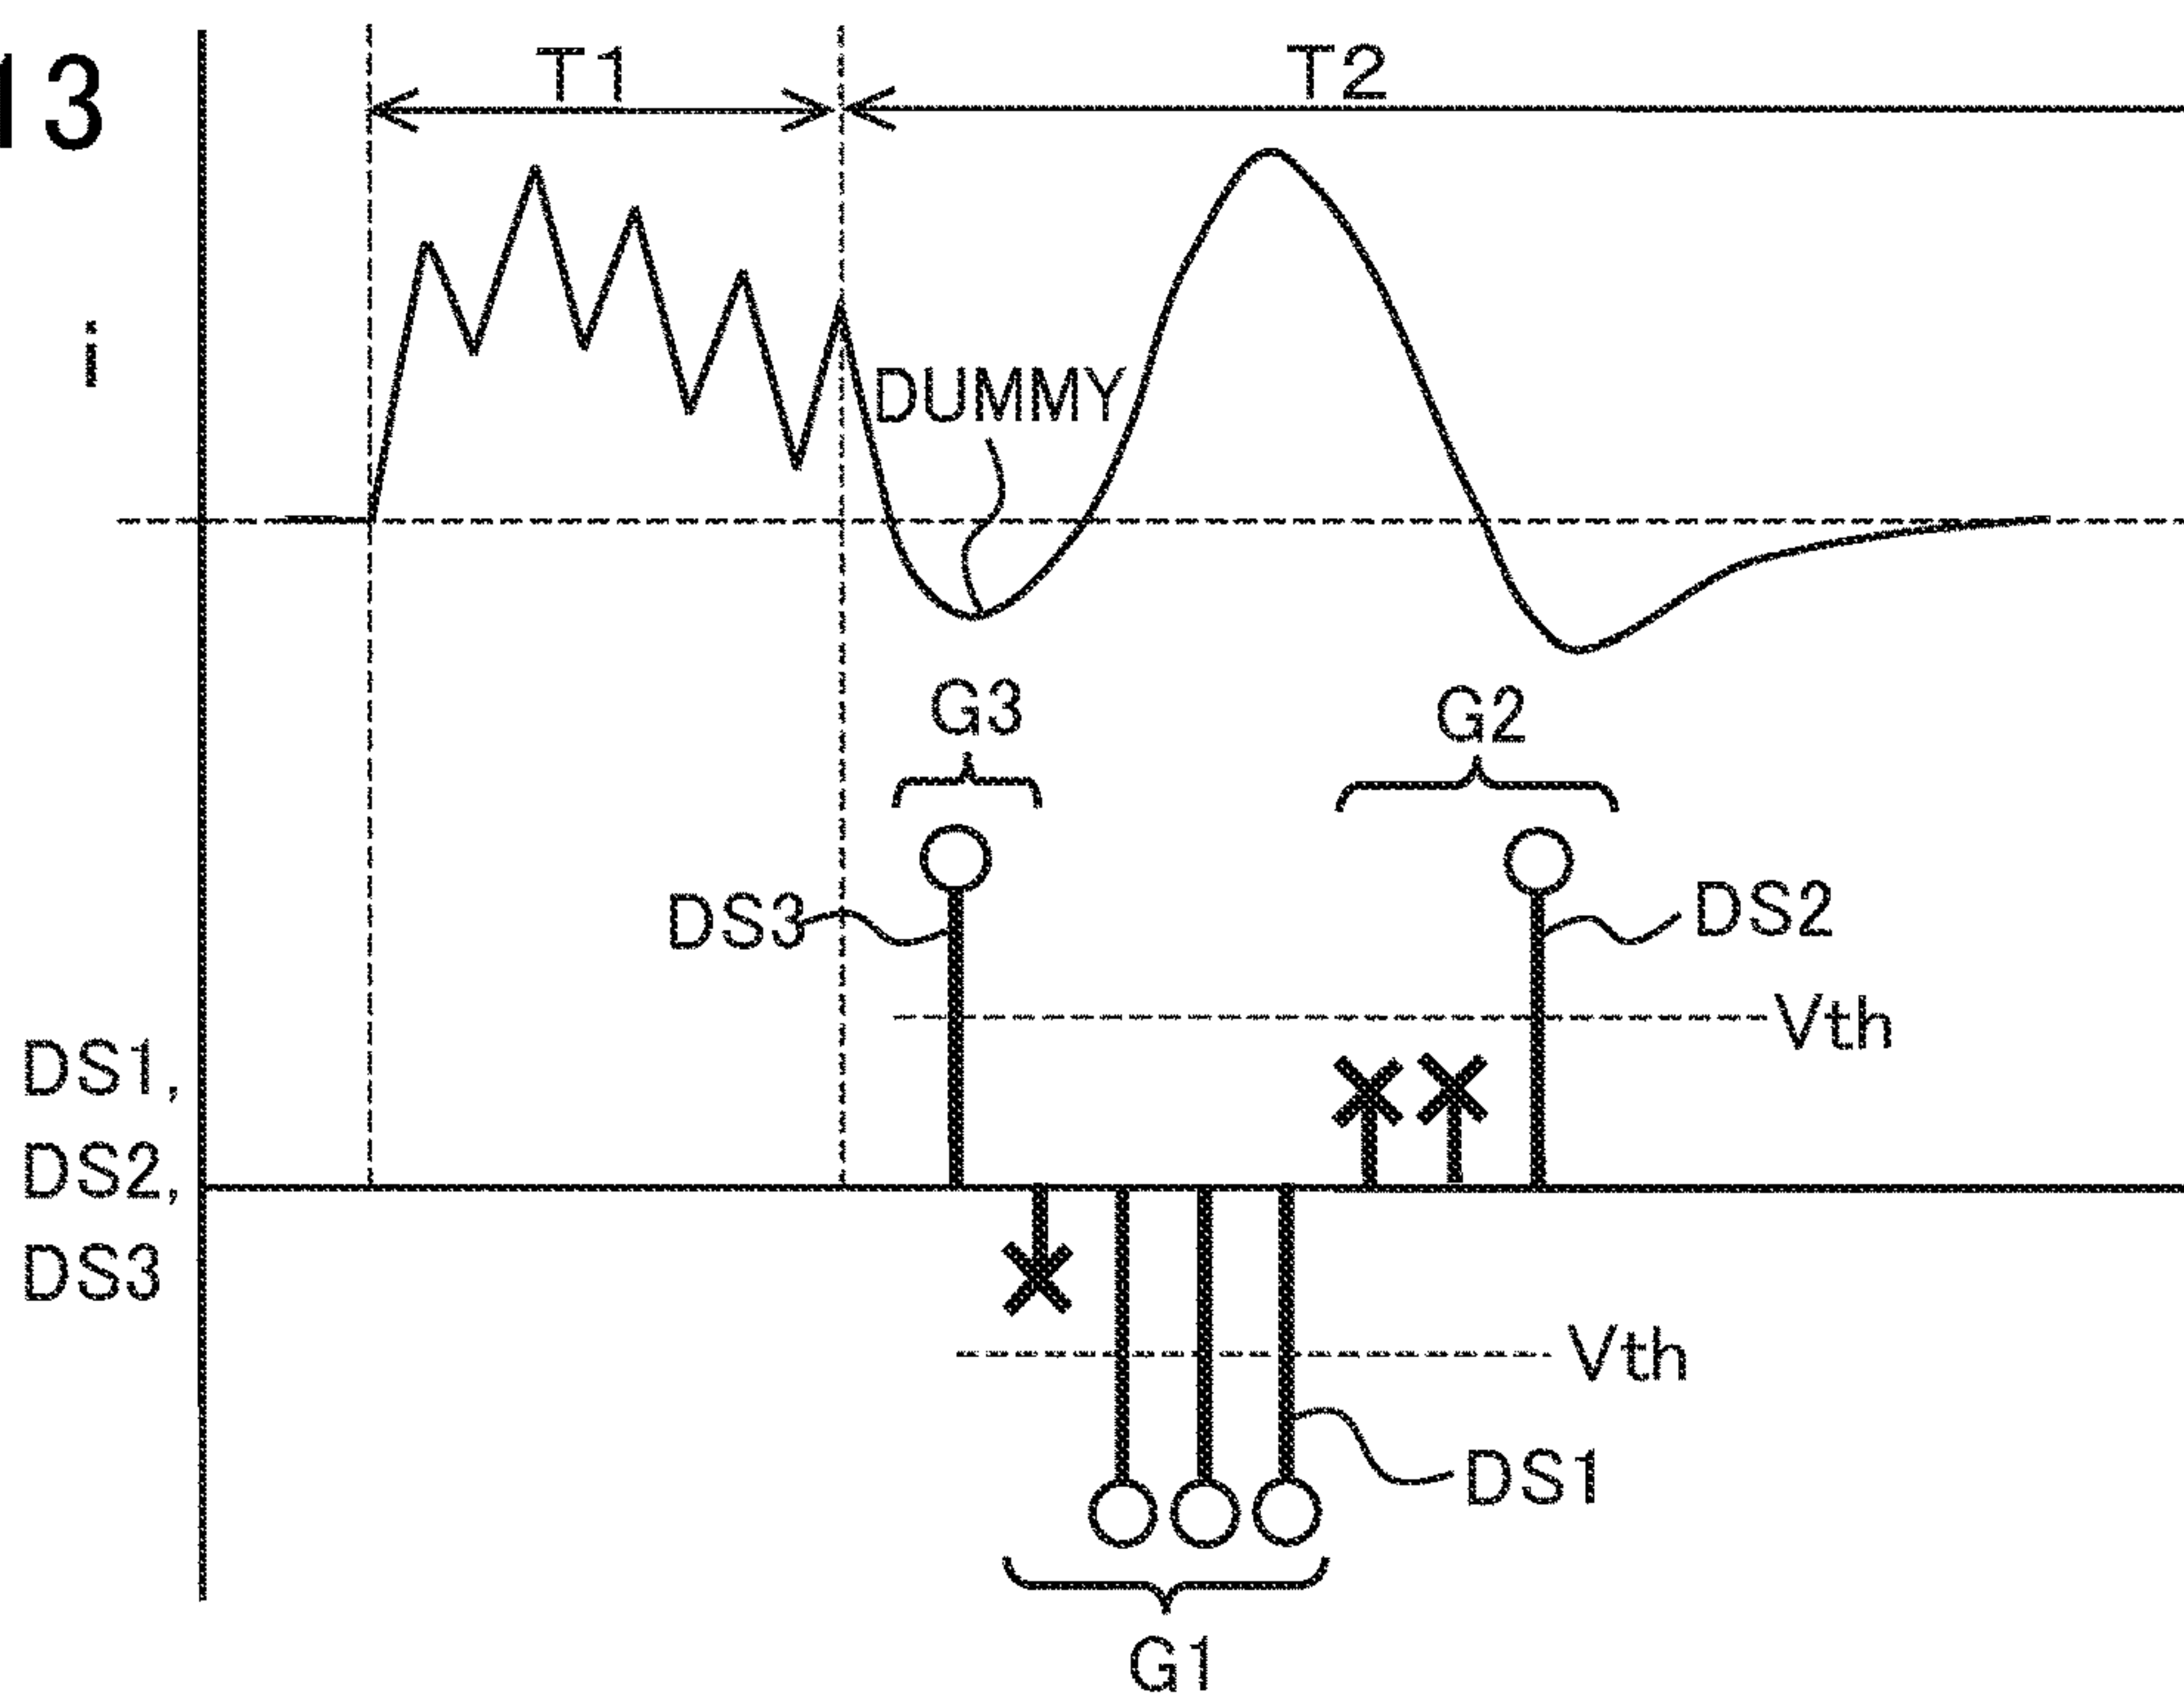 13
T1
T2
i
DUMMY
G3
G2
DS3
DS2
Vth
DS1,
DS2,
DS3
Vth
DS1
G1